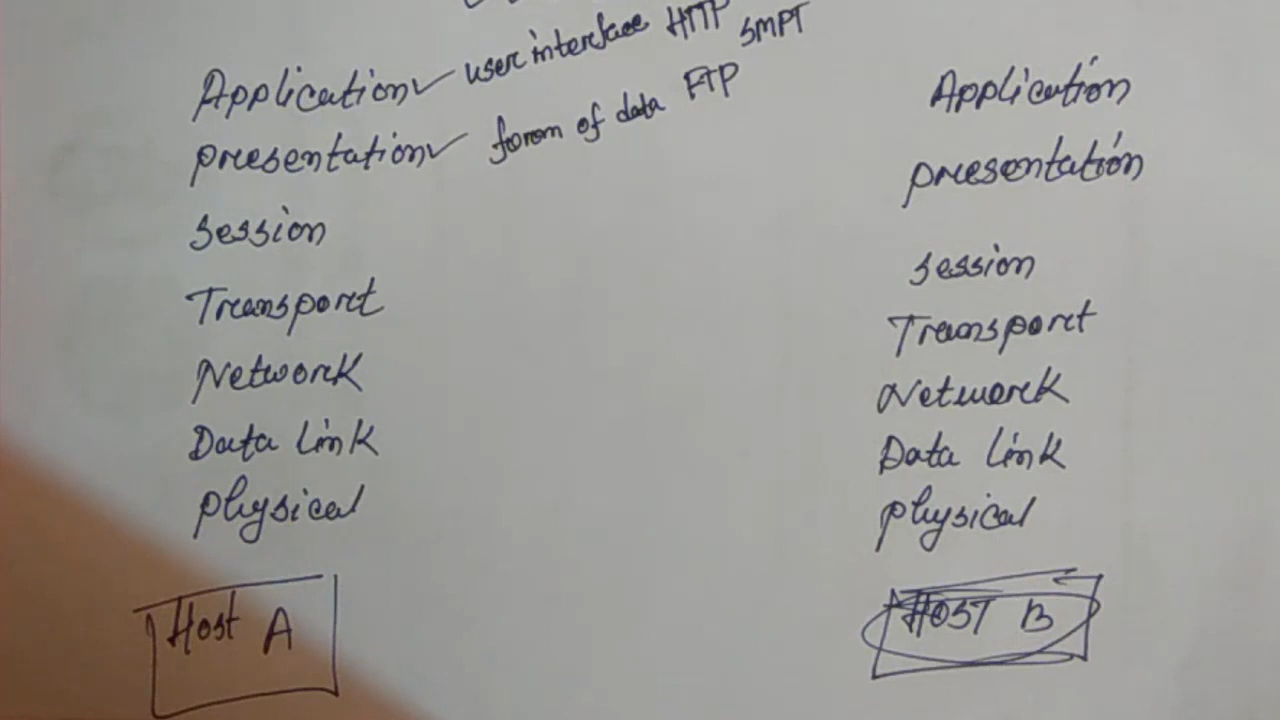 Application user interface HTTP SMPT
presentation form of data FTP
session
Transport
Network
Data Link
physical
Host A
Application
presentation
session
Transport
Network
Data Link
physical
HOST B